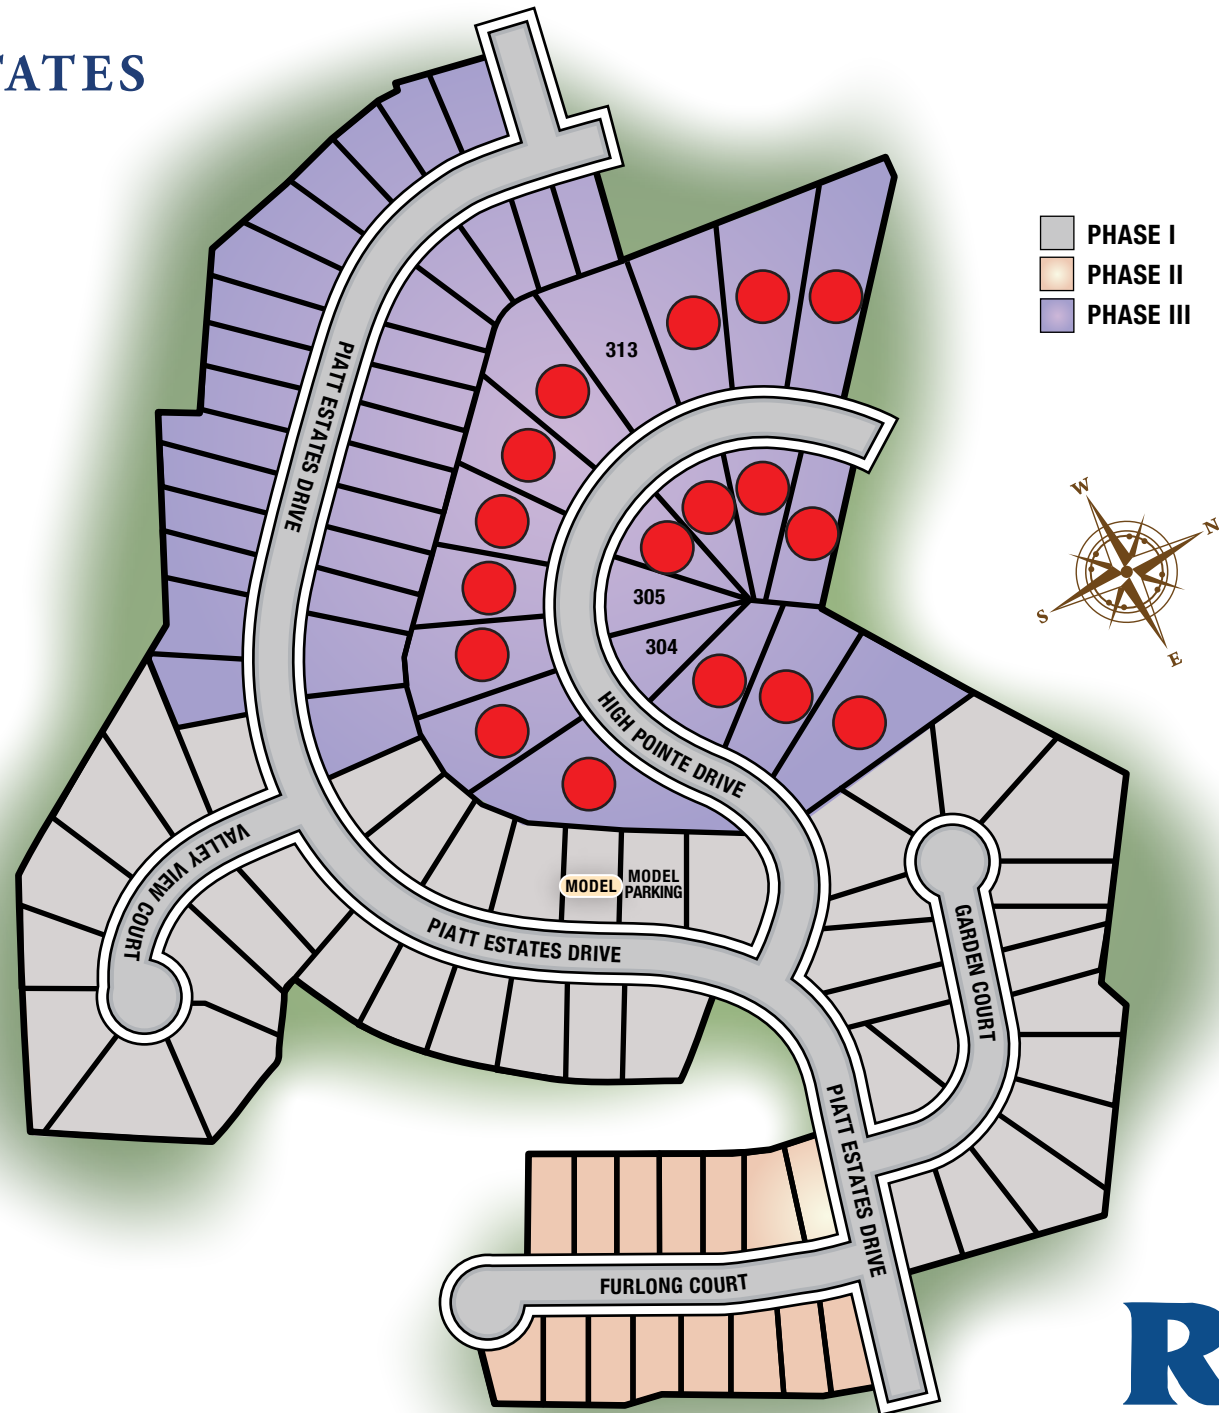 TATES
PHASE I
PHASE II
PHASE III
313
305
304
PIATT ESTATES DRIVE
HIGH POINTE DRIVE
W
N
S
E
VALLEY VIEW COURT
MODEL
MODEL
PARKING
PIATT ESTATES DRIVE
GARDEN COURT
PIATT ESTATES DRIVE
FURLONG COURT
R